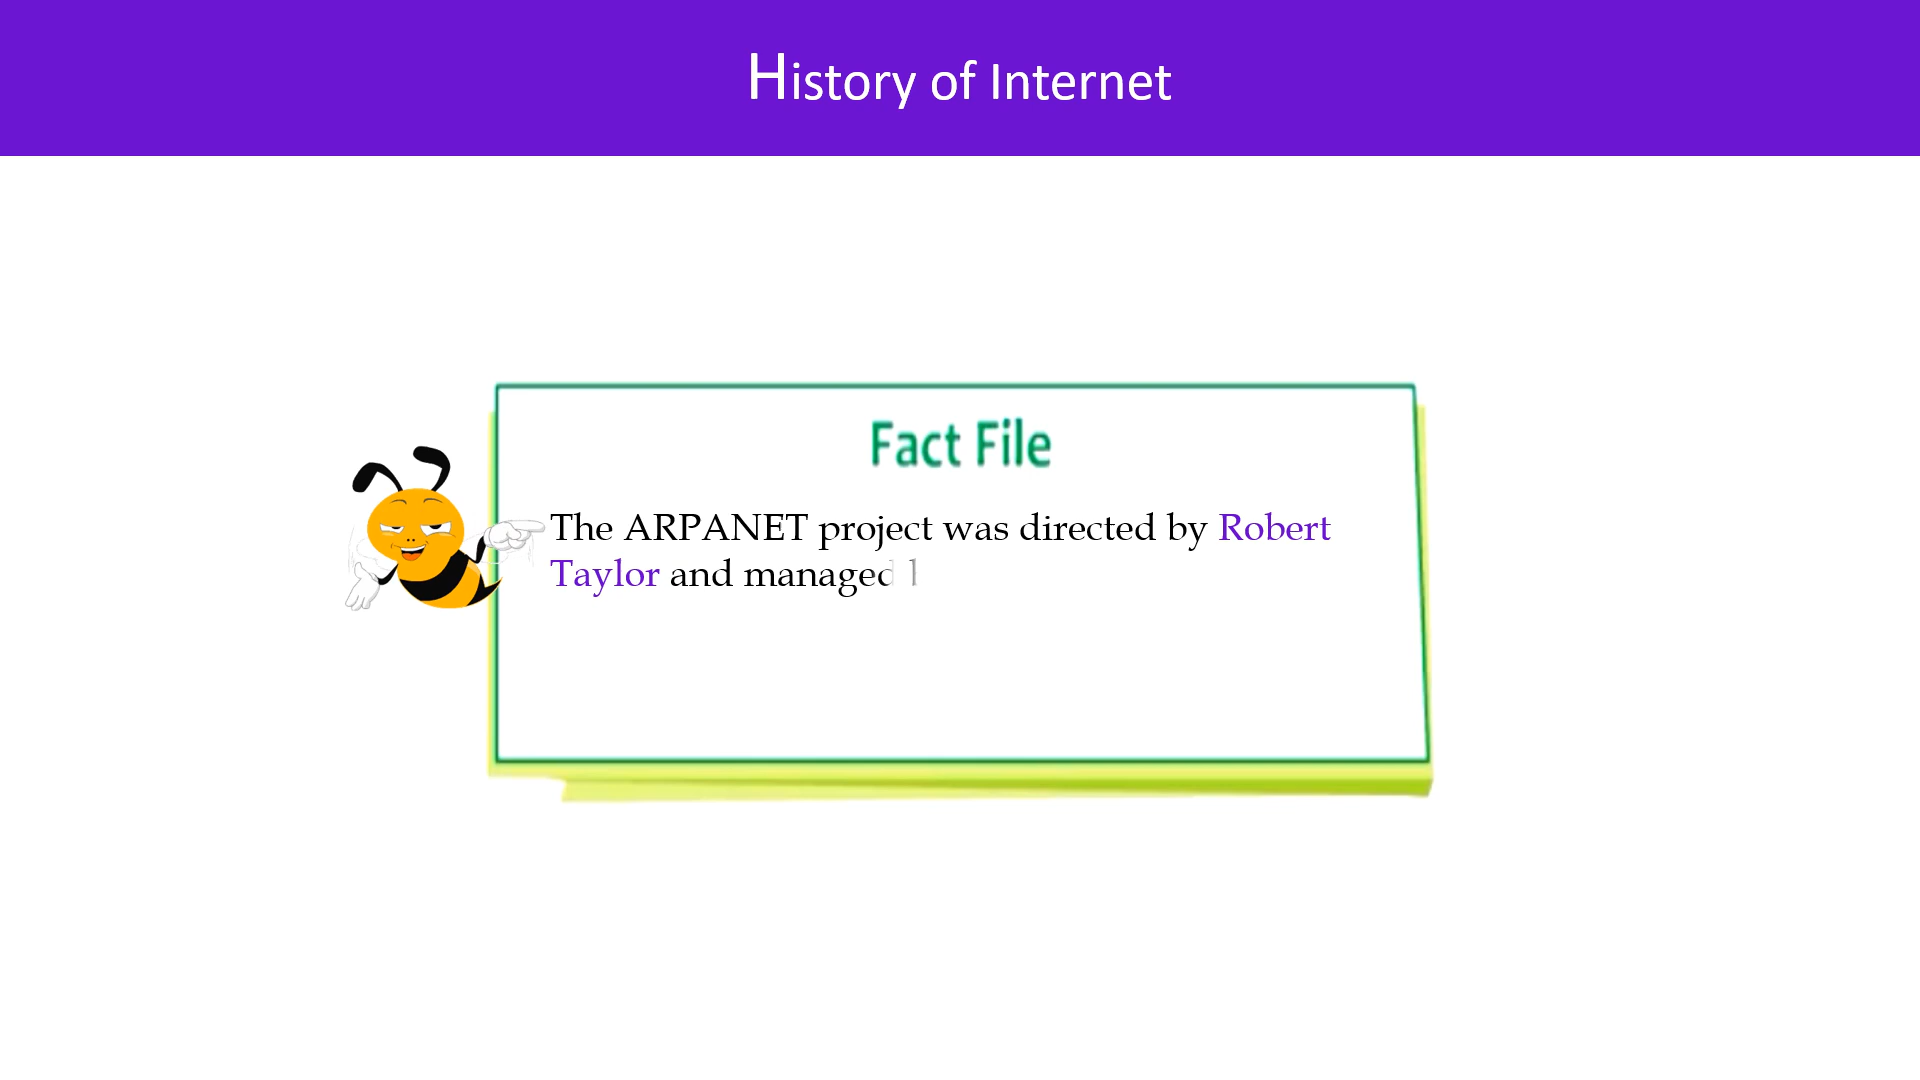 History of Internet
Fact File
The ARPANET project was directed by Robert
Taylor and managed